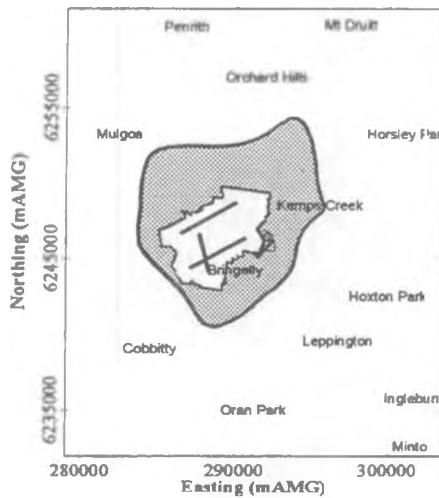 Penrith
Mt Druitt
Orchard Hills
6255000
Mulgoa
Horsley Par
Kemps Creek
Northing (mAMG)
6245000
Bringelly
Hoxton Park
Leppington
Cobbitty
Ingleburn
Oran Park
6235000
Minto
280000
290000
300000
Easting (mAMG)